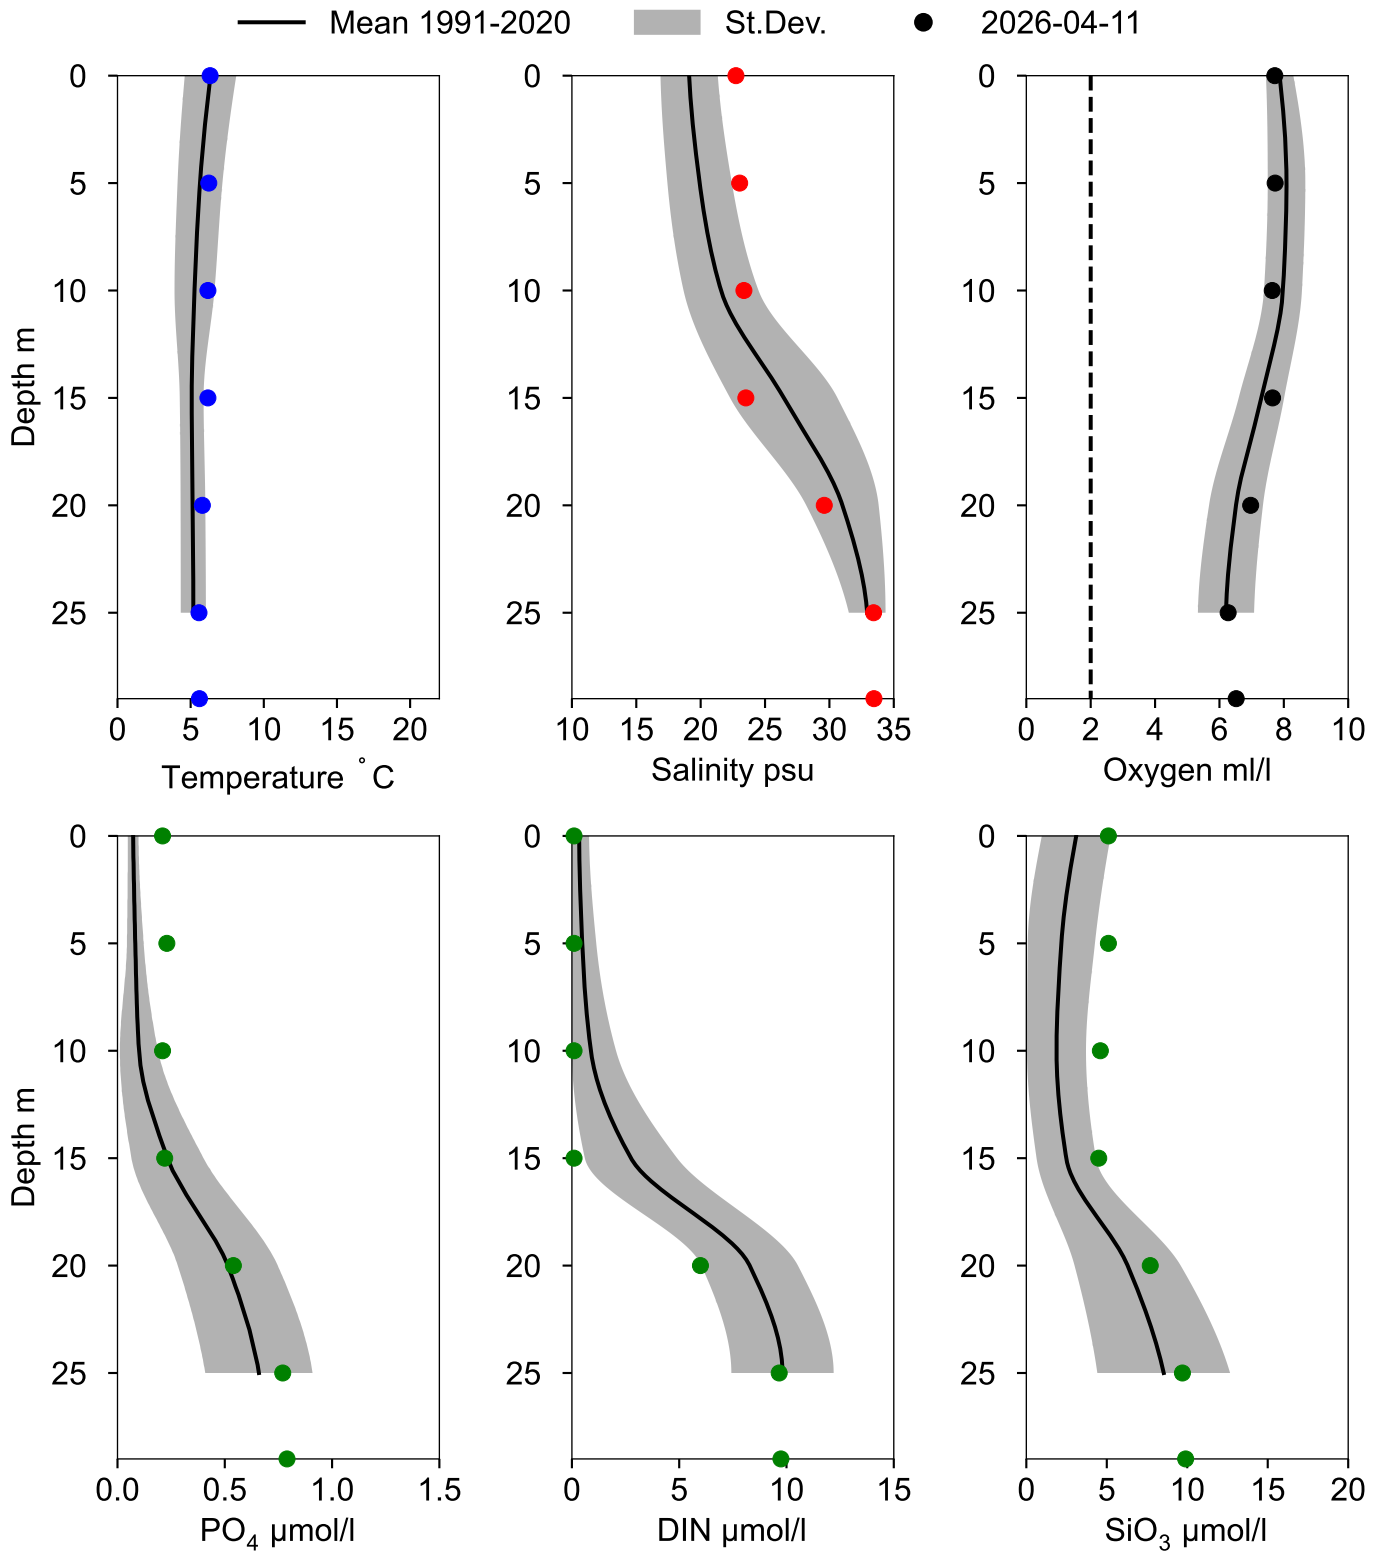 Mean 1991-2020 St.Dev. 2026-04-11
0 0 0
5 5 5
10 10 10
Depth m
15 15 15
20 20 20
25 25 25
0 5 10 15 20 10 15 20 25 30 35 0 2 4 6 8 10
Temperature °C Salinity psu Oxygen ml/l
0 0 0
5 5 5
10 10 10
Depth m
15 15 15
20 20 20
25 25 25
0.0 0.5 1.0 1.5 0 5 10 15 0 5 10 15 20
PO₄ µmol/l DIN µmol/l SiO₃ µmol/l